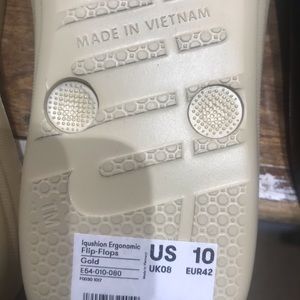 MADE IN VIETNAM
Iqushion Ergonomic
Flip-Flops
Gold
E54-010-080
US 10
UK08 EUR42